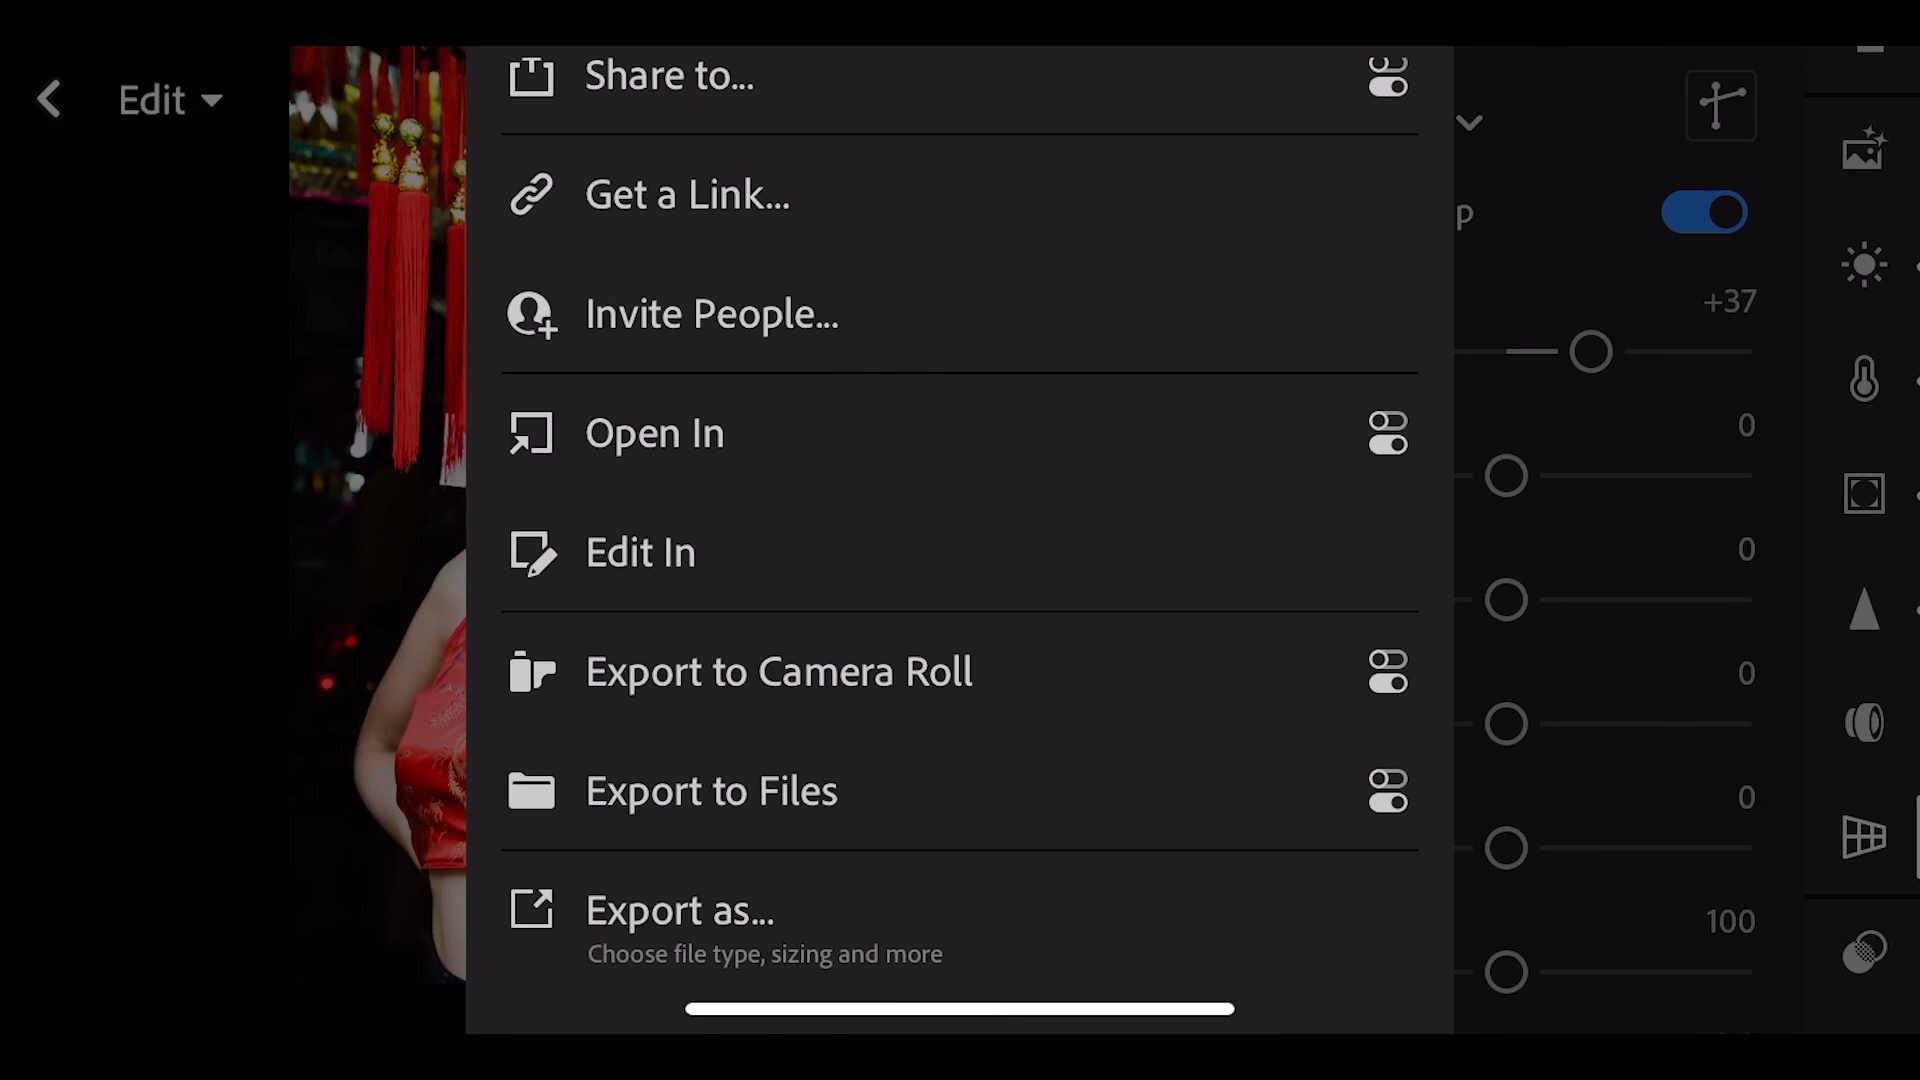 Edit
Share to...
Get a Link...
Invite People...
Open In
Edit In
Export to Camera Roll
Export to Files
Export as...
Choose file type, sizing and more
p
+37
0
0
0
0
100